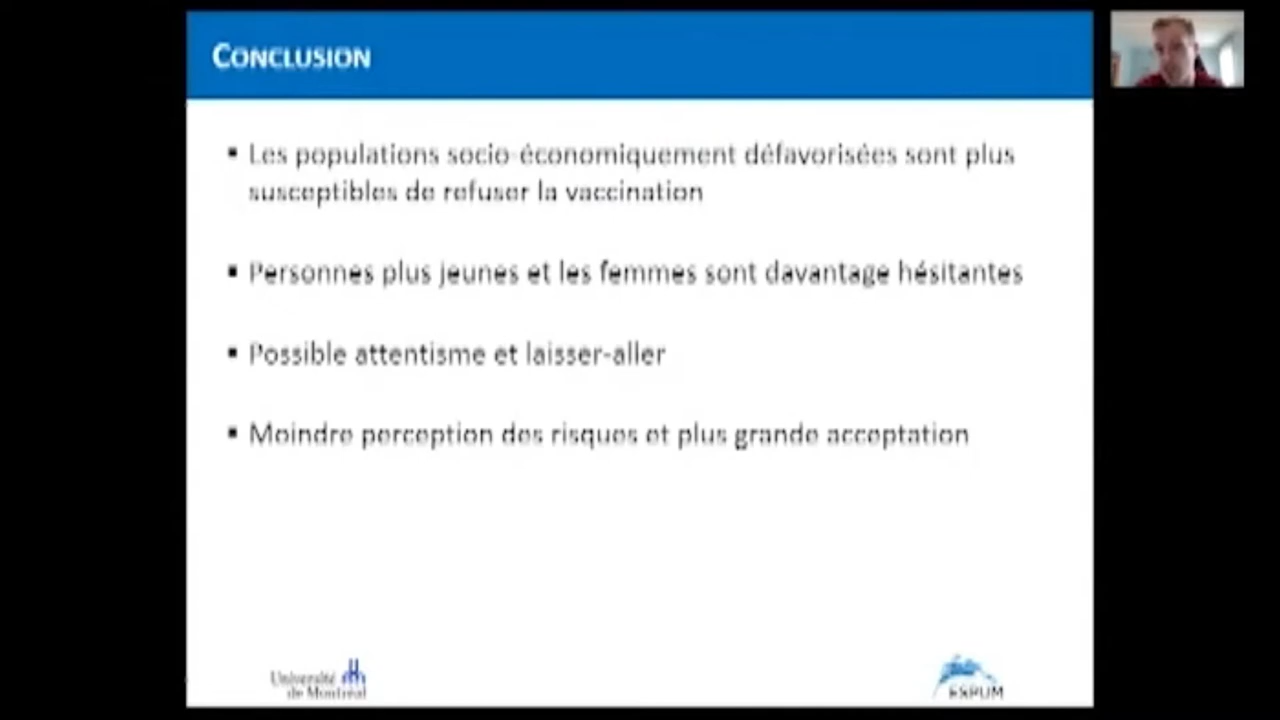 CONCLUSION
▪ Les populations socio-économiquement défavorisées sont plus
susceptibles de refuser la vaccination
▪ Personnes plus jeunes et les femmes sont davantage hésitantes
▪ Possible attentisme et laisser-aller
▪ Moindre perception des risques et plus grande acceptation
Université
de Montréal
ESPUM